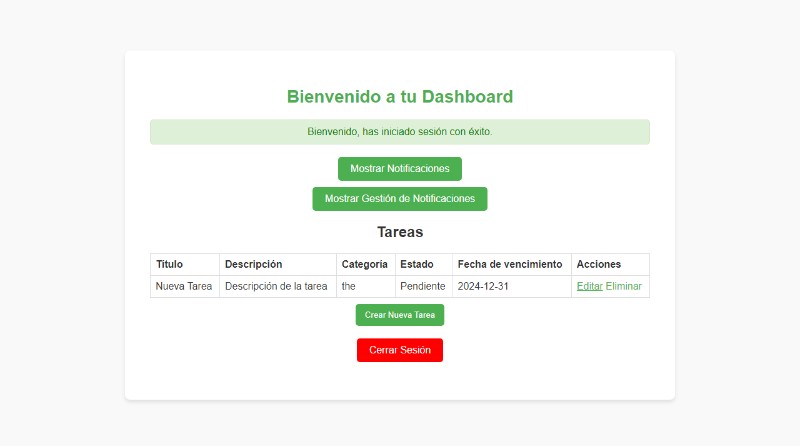 Bienvenido a tu Dashboard
Bienvenido, has iniciado sesión con éxito.
Mostrar Notificaciones
Mostrar Gestión de Notificaciones
Tareas
Título Descripción Categoría Estado Fecha de vencimiento Acciones
Nueva Tarea Descripción de la tarea the Pendiente 2024-12-31 Editar Eliminar
Crear Nueva Tarea
Cerrar Sesión